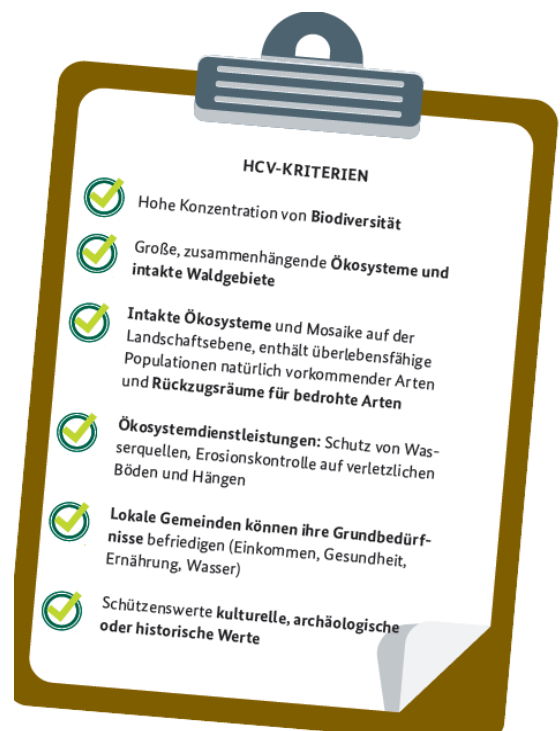 HCV-KRITERIEN
Hohe Konzentration von Biodiversität
Große, zusammenhängende Ökosysteme und
intakte Waldgebiete
Intakte Ökosysteme und Mosaike auf der
Landschaftsebene, enthält überlebensfähige
Populationen natürlich vorkommender Arten
und Rückzugsräume für bedrohte Arten
Ökosystemdienstleistungen: Schutz von Was-
serquellen, Erosionskontrolle auf verletzlichen
Böden und Hängen
Lokale Gemeinden können ihre Grundbedürf-
nisse befriedigen (Einkommen, Gesundheit,
Ernährung, Wasser)
Schützenswerte kulturelle, archäologische
oder historische Werte